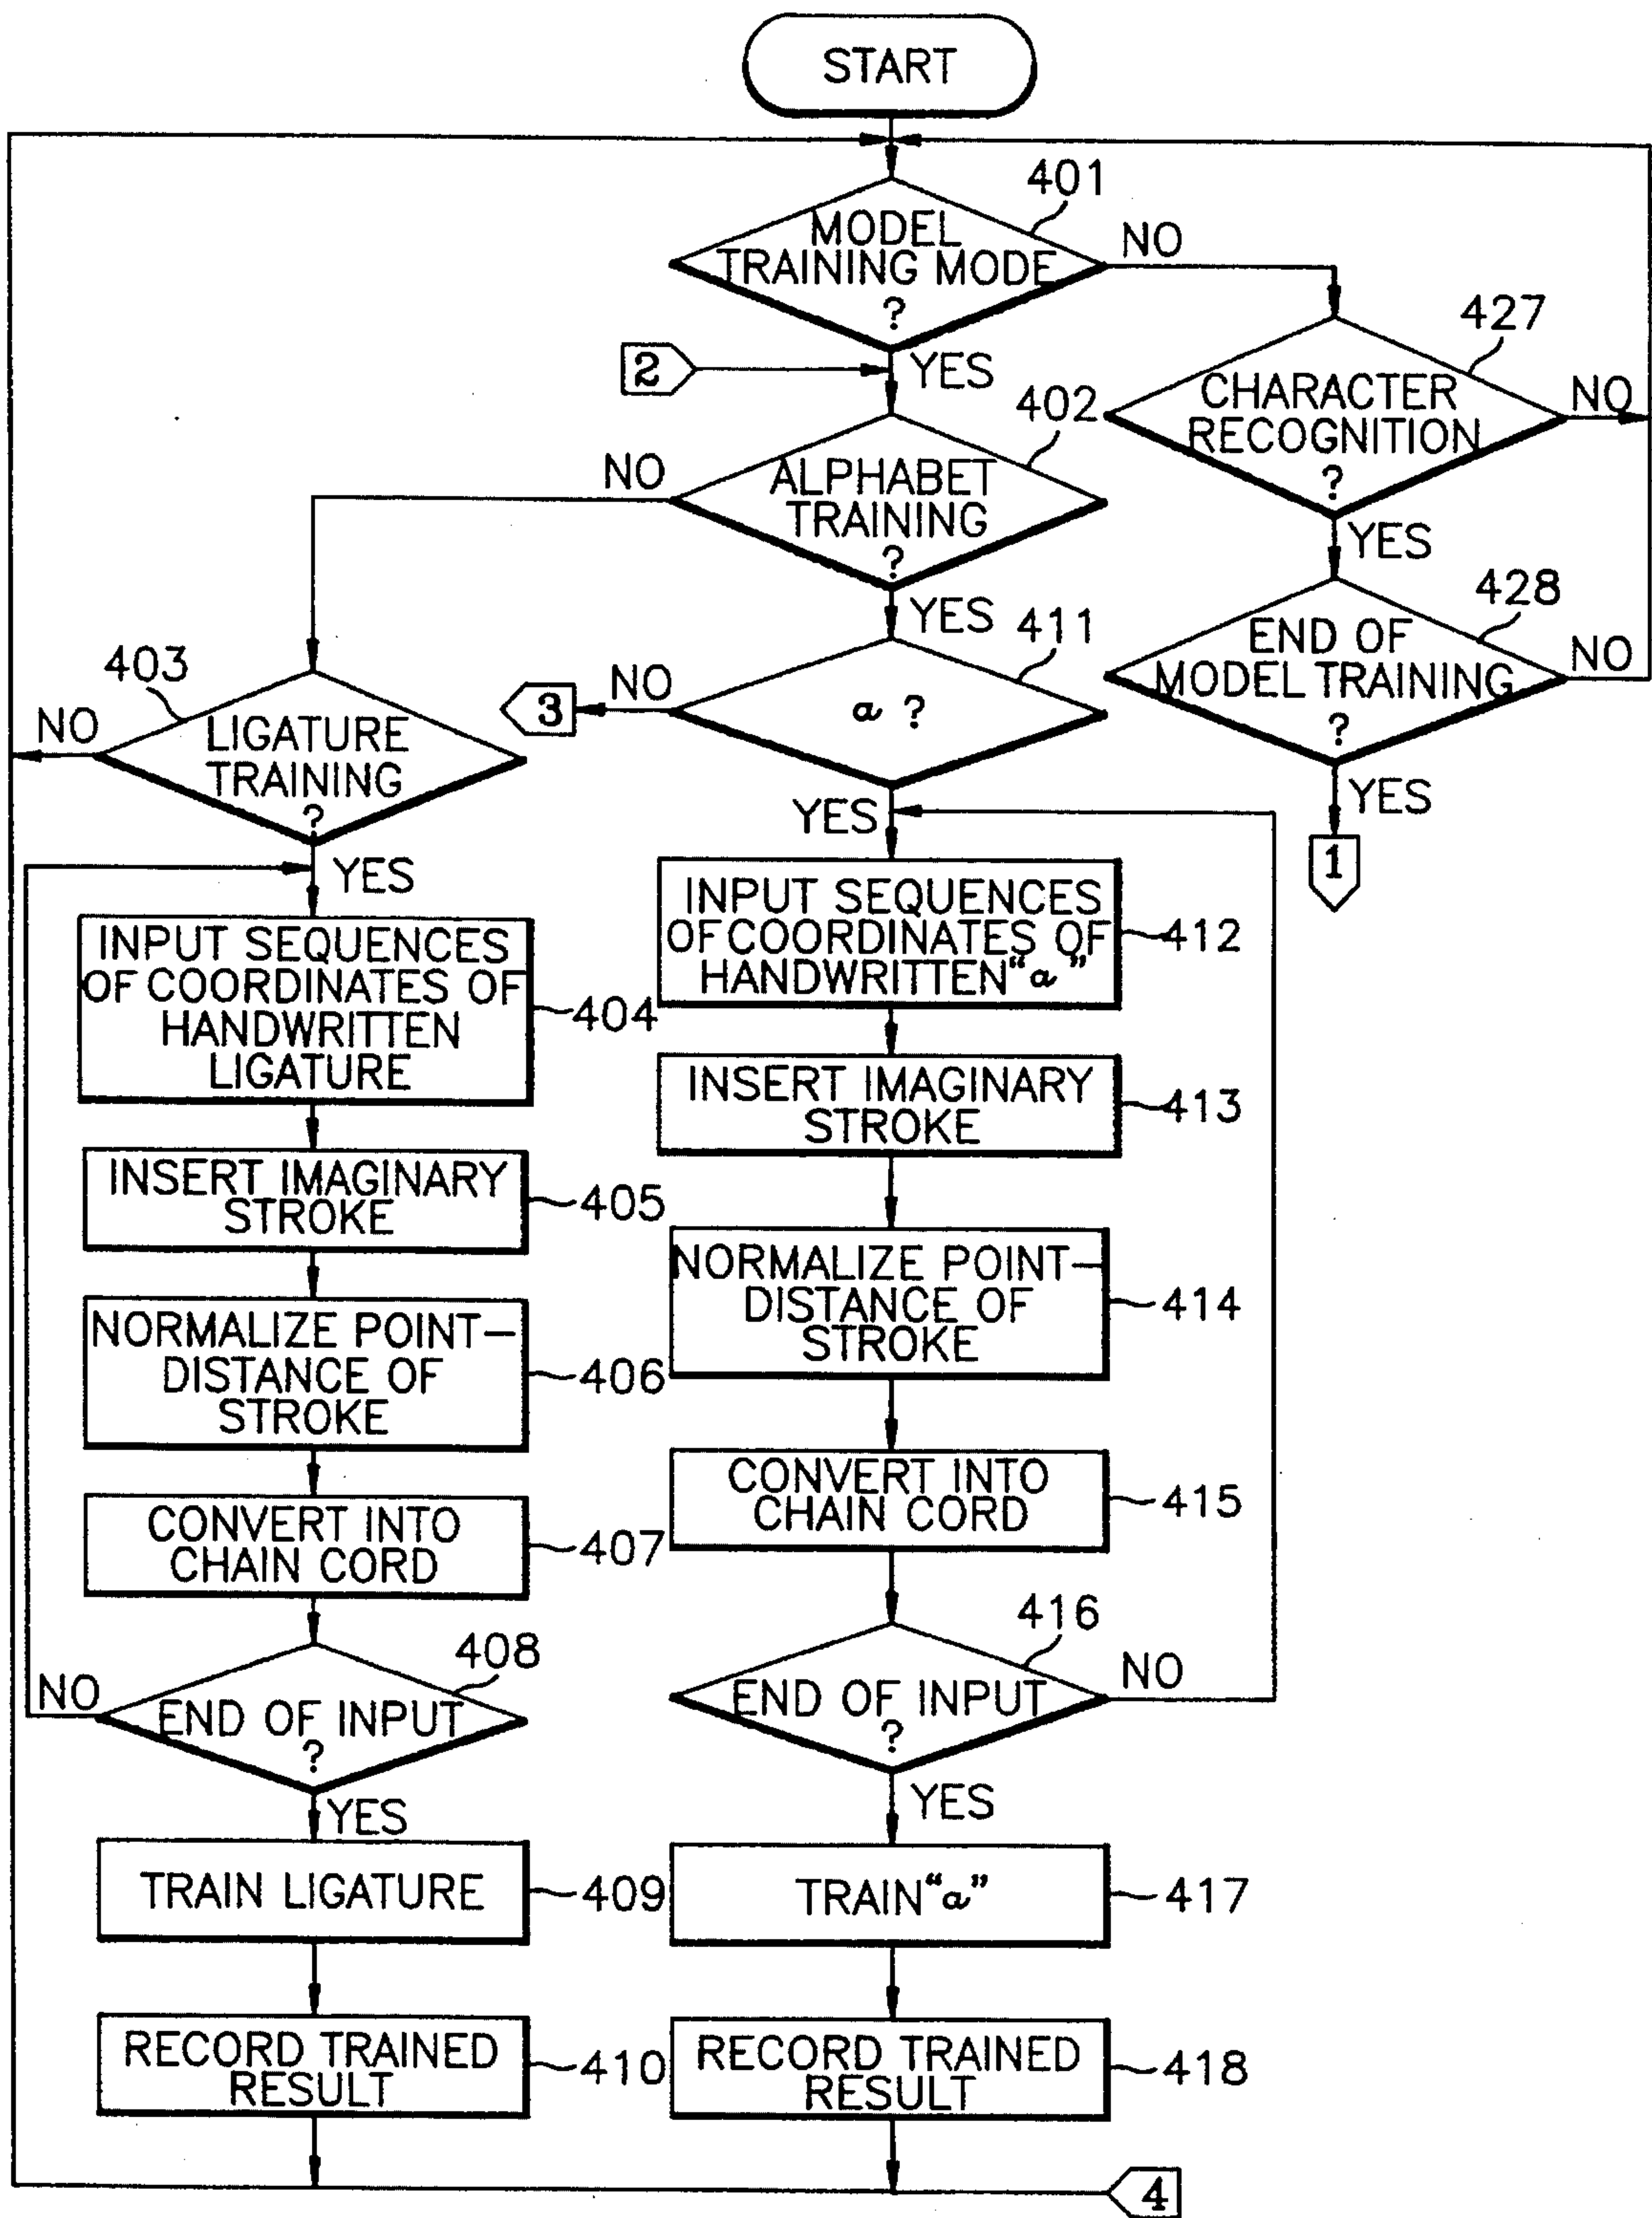 START
401
MODEL
TRAINING MODE
?
NO
YES
2
427
CHARACTER
RECOGNITION
?
NO
YES
402
ALPHABET
TRAINING
?
NO
YES
428
END OF
MODEL TRAINING
?
NO
YES
1
411
a ?
NO
3
YES
403
LIGATURE
TRAINING
?
NO
YES
INPUT SEQUENCES
OF COORDINATES OF
HANDWRITTEN
LIGATURE
404
INSERT IMAGINARY
STROKE
405
NORMALIZE POINT-
DISTANCE OF
STROKE
406
CONVERT INTO
CHAIN CORD
407
408
END OF INPUT
?
NO
YES
TRAIN LIGATURE
409
RECORD TRAINED
RESULT
410
INPUT SEQUENCES
OF COORDINATES OF
HANDWRITTEN "a"
412
INSERT IMAGINARY
STROKE
413
NORMALIZE POINT-
DISTANCE OF
STROKE
414
CONVERT INTO
CHAIN CORD
415
416
END OF INPUT
?
NO
YES
TRAIN "a"
417
RECORD TRAINED
RESULT
418
4